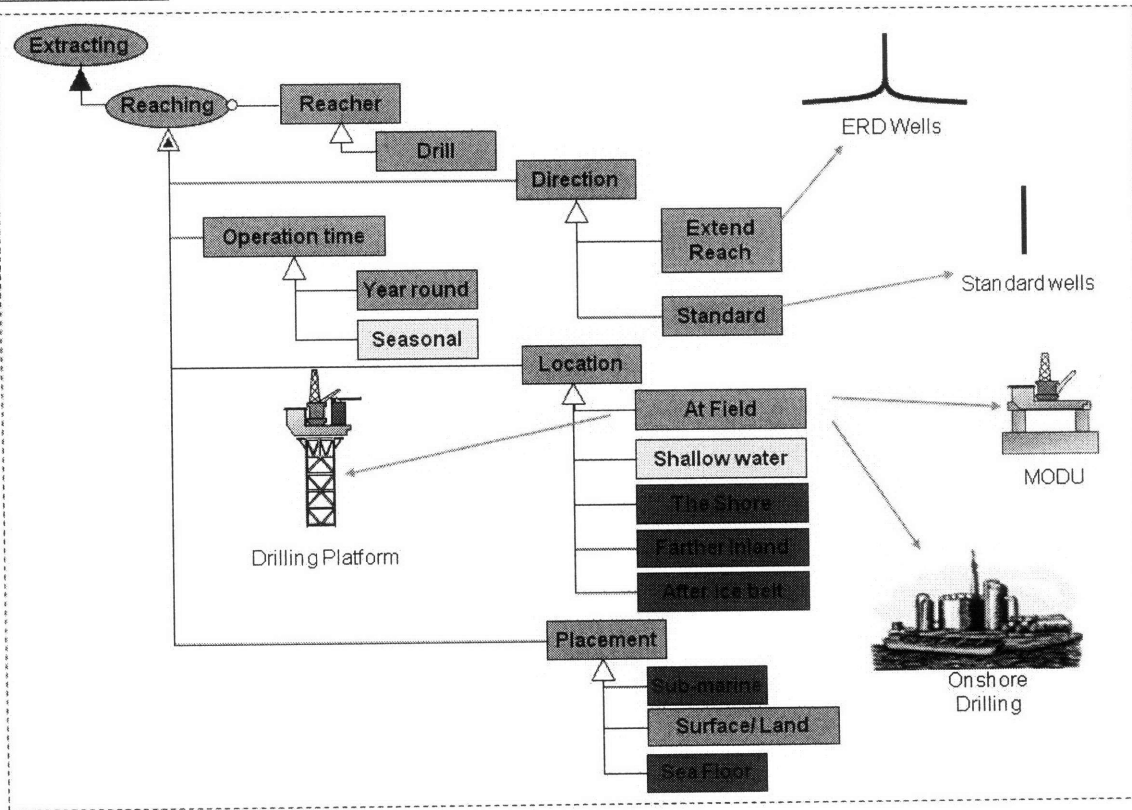 Extracting
Reaching
Reacher
Drill
ERD Wells
Direction
Operation time
Extend
Reach
Year round
Standard wells
Seasonal
Standard
Location
At Field
Shallow water
MODU
The Shore
Drilling Platform
Farther Inland
After ice belt
Placement
Onshore
Drilling
Sub-marine
Surface/ Land
Sea Floor